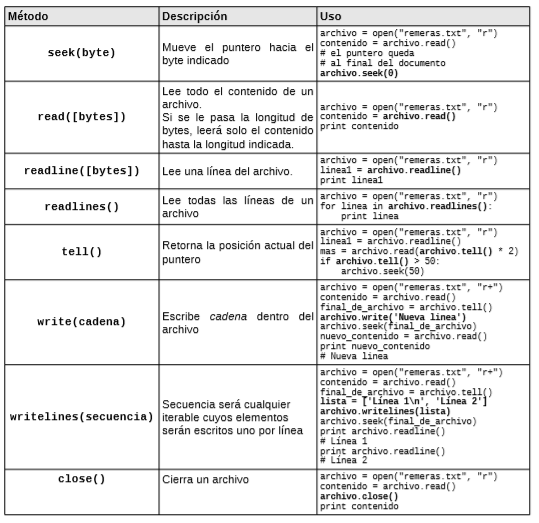 Método Descripción Uso
seek(byte)
Mueve el puntero hacia el
byte indicado
archivo = open("remeras.txt", "r")
contenido = archivo.read()
# el puntero queda
# al final del documento
archivo.seek(0)
read([bytes])
Lee todo el contenido de un
archivo.
Si se le pasa la longitud de
bytes, leerá solo el contenido
hasta la longitud indicada.
archivo = open("remeras.txt", "r")
contenido = archivo.read()
print contenido
readline([bytes])
Lee una línea del archivo.
archivo = open("remeras.txt", "r")
linea1 = archivo.readline()
print linea1
readlines()
Lee todas las líneas de un
archivo
archivo = open("remeras.txt", "r")
for linea in archivo.readlines():
    print linea
tell()
Retorna la posición actual del
puntero
archivo = open("remeras.txt", "r")
linea1 = archivo.readline()
mas = archivo.read(archivo.tell() * 2)
if archivo.tell() > 50:
    archivo.seek(50)
write(cadena)
Escribe cadena dentro del
archivo
archivo = open("remeras.txt", "r+")
contenido = archivo.read()
final_de_archivo = archivo.tell()
archivo.write('Nueva linea')
archivo.seek(final_de_archivo)
nuevo_contenido = archivo.read()
print nuevo_contenido
# Nueva linea
writelines(secuencia)
Secuencia será cualquier
iterable cuyos elementos
serán escritos uno por línea
archivo = open("remeras.txt", "r+")
contenido = archivo.read()
final_de_archivo = archivo.tell()
lista = ['Línea 1\n', 'Línea 2']
archivo.writelines(lista)
archivo.seek(final_de_archivo)
print archivo.readline()
# Línea 1
print archivo.readline()
# Línea 2
close()
Cierra un archivo
archivo = open("remeras.txt", "r")
contenido = archivo.read()
archivo.close()
print contenido